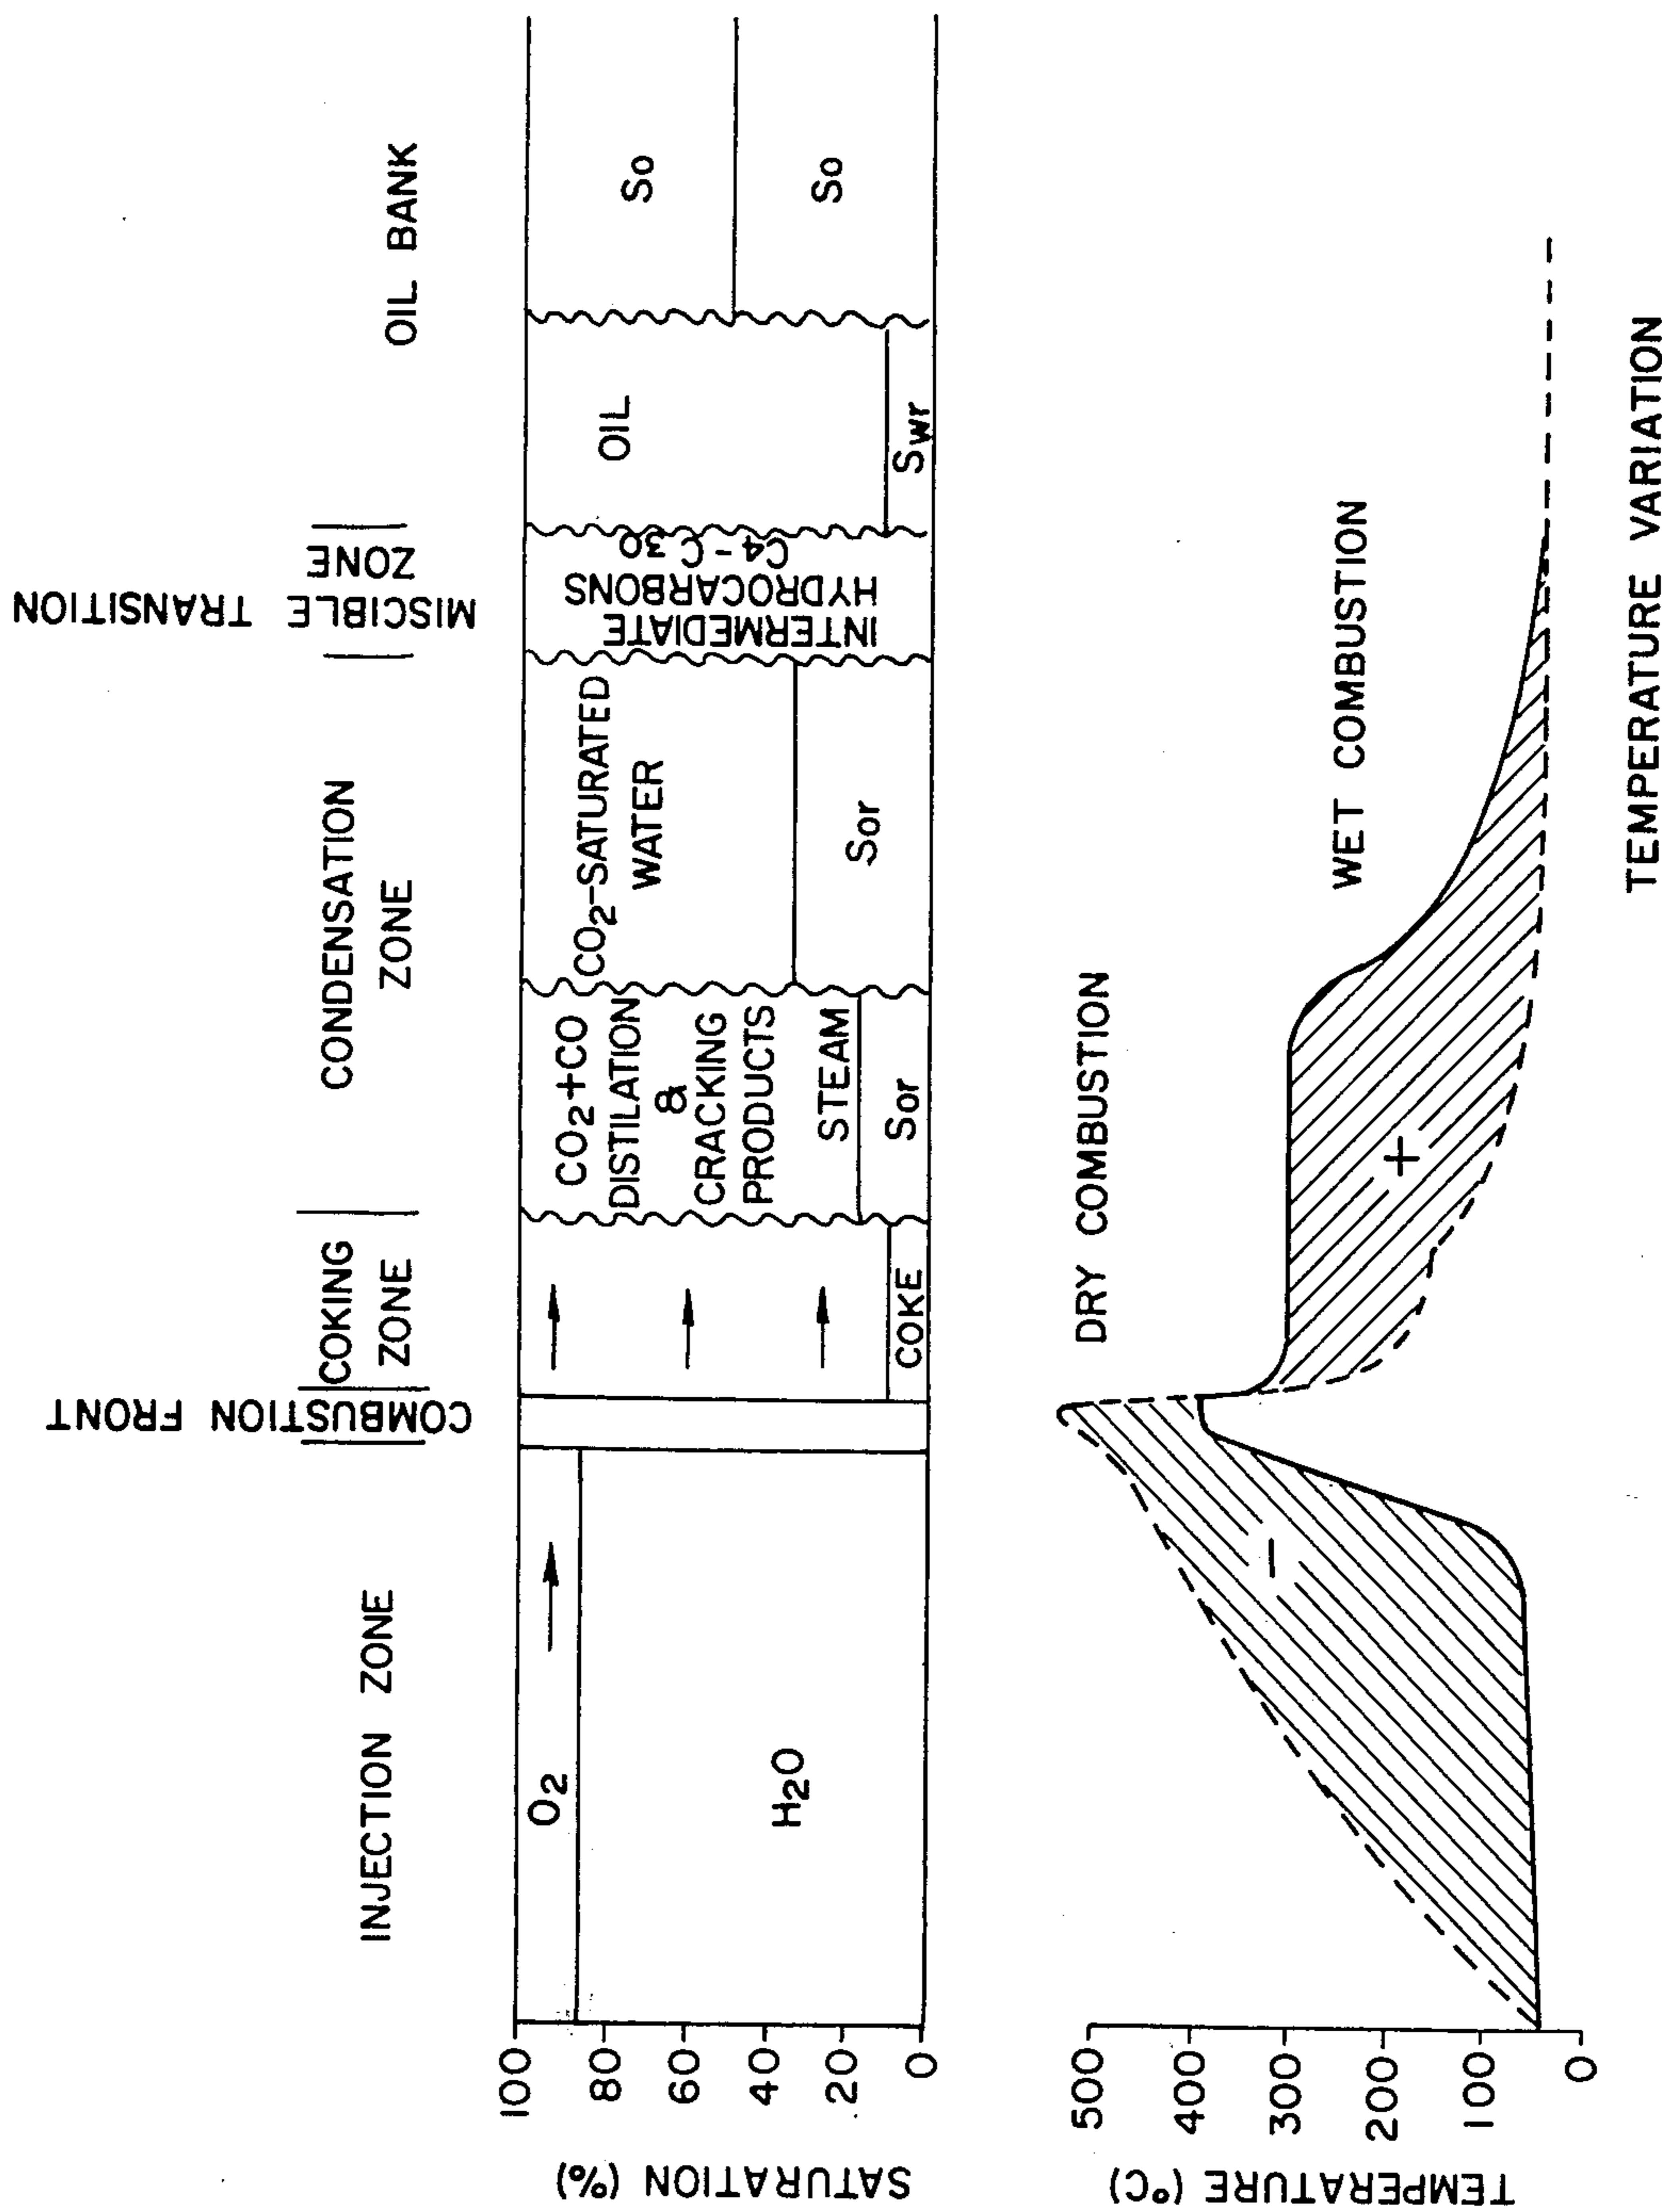 INJECTION ZONE
COMBUSTION FRONT
COKING
ZONE
CONDENSATION
ZONE
MISCIBLE TRANSITION
ZONE
OIL BANK
SATURATION (%)
100
80
60
40
20
0
O2
H2O
COKE
CO2+CO
DISTILATION
&
CRACKING
PRODUCTS
STEAM
Sor
CO2-SATURATED
WATER
Sor
INTERMEDIATE
HYDROCARBONS
C4-C30
OIL
Swr
So
So
TEMPERATURE (°C)
500
400
300
200
100
0
DRY COMBUSTION
WET COMBUSTION
-
+
TEMPERATURE VARIATION